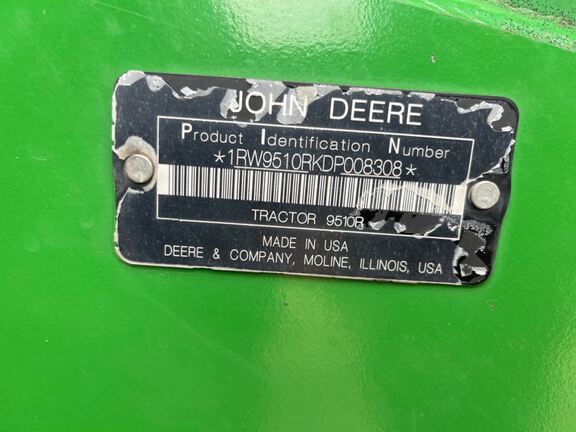 JOHN DEERE
Product Identification Number
*1RW9510RKDP008308*
TRACTOR 9510R
MADE IN USA
DEERE & COMPANY, MOLINE, ILLINOIS, USA